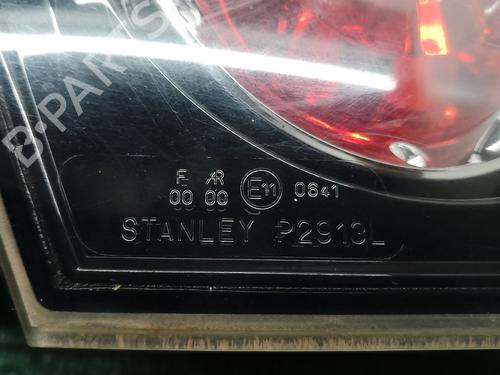 B-PARTS
F AR
00 00 E11 0641
STANLEY P2913L